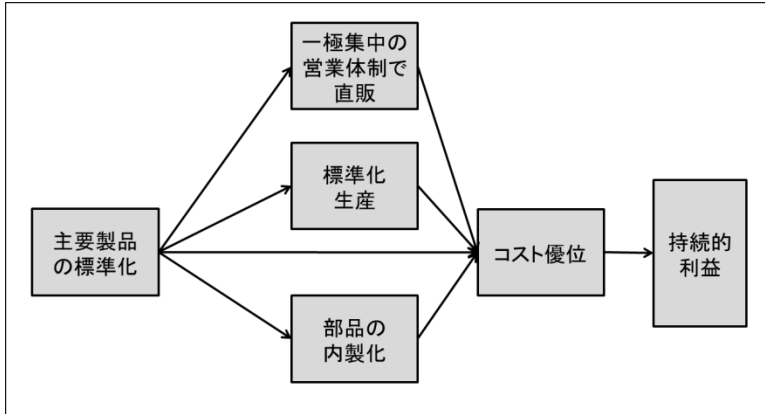 一極集中の
営業体制で
直販
標準化
生産
主要製品
の標準化
コスト優位
持続的
利益
部品の
内製化